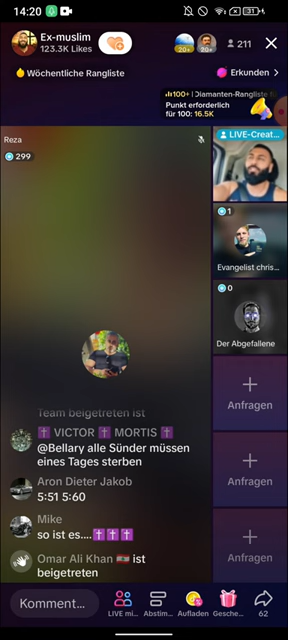 14:20
Ex-muslim
123.3K Likes
20+
20+
211
Wöchentliche Rangliste
Erkunden
100+
Diamanten-Rangliste
Punkt erforderlich
für 100: 16.5K
Reza
299
LIVE-Creat...
1
Evangelist chris...
0
Der Abgefallene
Anfragen
Anfragen
Anfragen
Team beigetreten ist
✝️ VICTOR ✝️ MORTIS ✝️
@Bellary alle Sünder müssen
eines Tages sterben
Aron Dieter Jakob
5:51 5:60
Mike
so ist es....✝️✝️✝️
Omar Ali Khan 🇱🇧 ist
beigetreten
Komment...
LIVE mi...
Abstim...
Aufladen
Gesche...
62